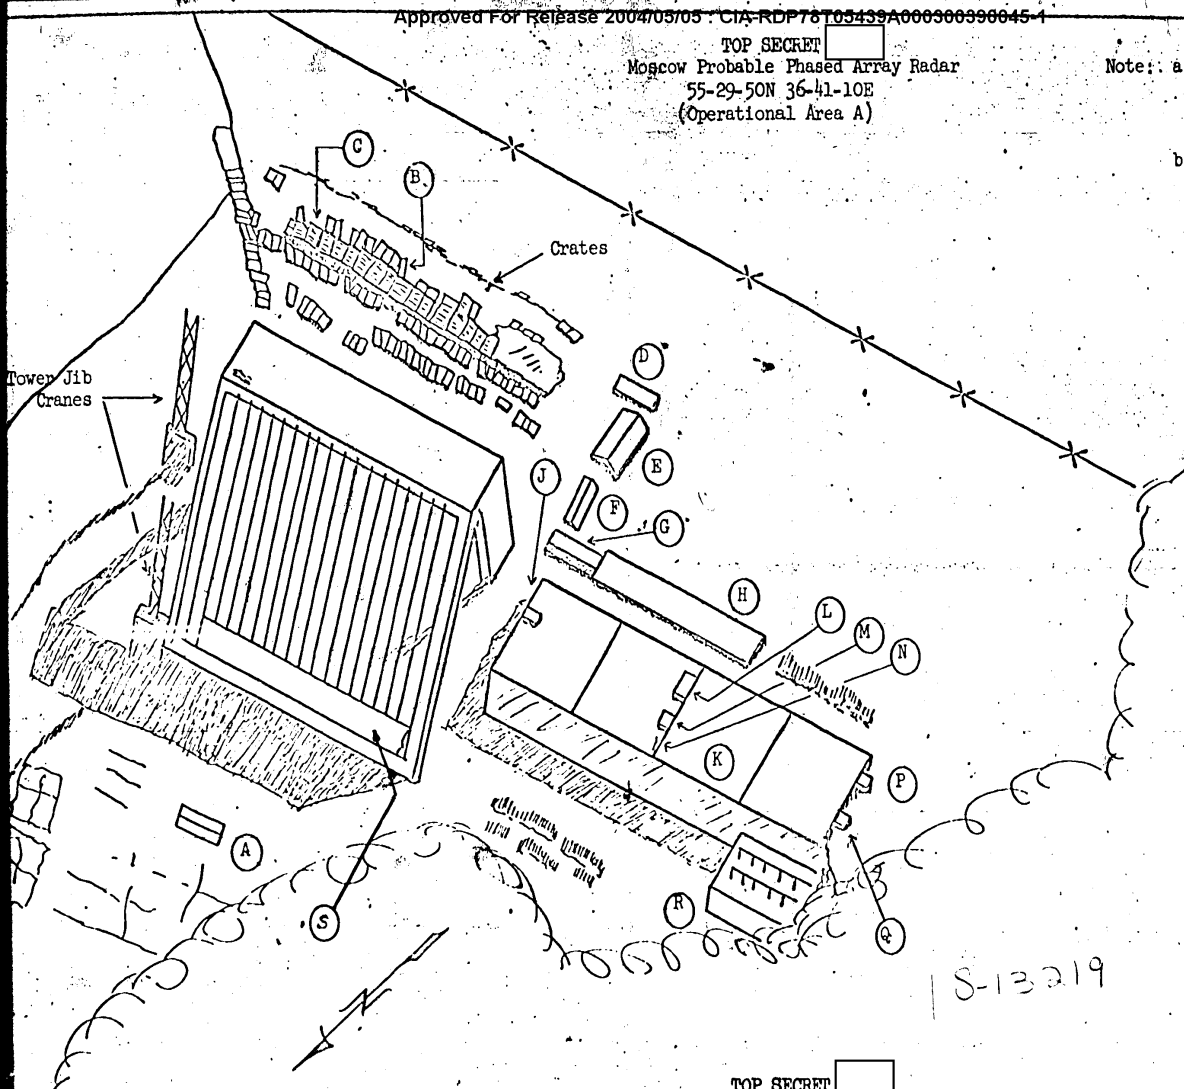 Approved For Release 2004/05/05 : CIA-RDP78T05439A000300390045-1
TOP SECRET
Moscow Probable Phased Array Radar
55-29-50N 36-41-10E
(Operational Area A)
Note: a
b
C
B
Crates
D
Tower Jib
Cranes
E
J
F
G
H
L
M
N
K
P
A
R
S
Q
N
S-13219
TOP SECRET